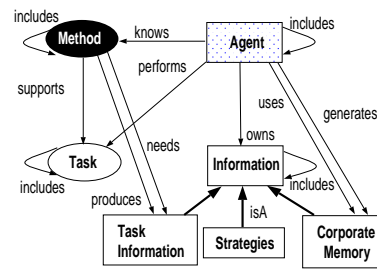 includes
Method
knows
Agent
includes
performs
supports
uses
generates
needs
owns
Task
Information
includes
produces
includes
isA
Task
Information
Strategies
Corporate
Memory